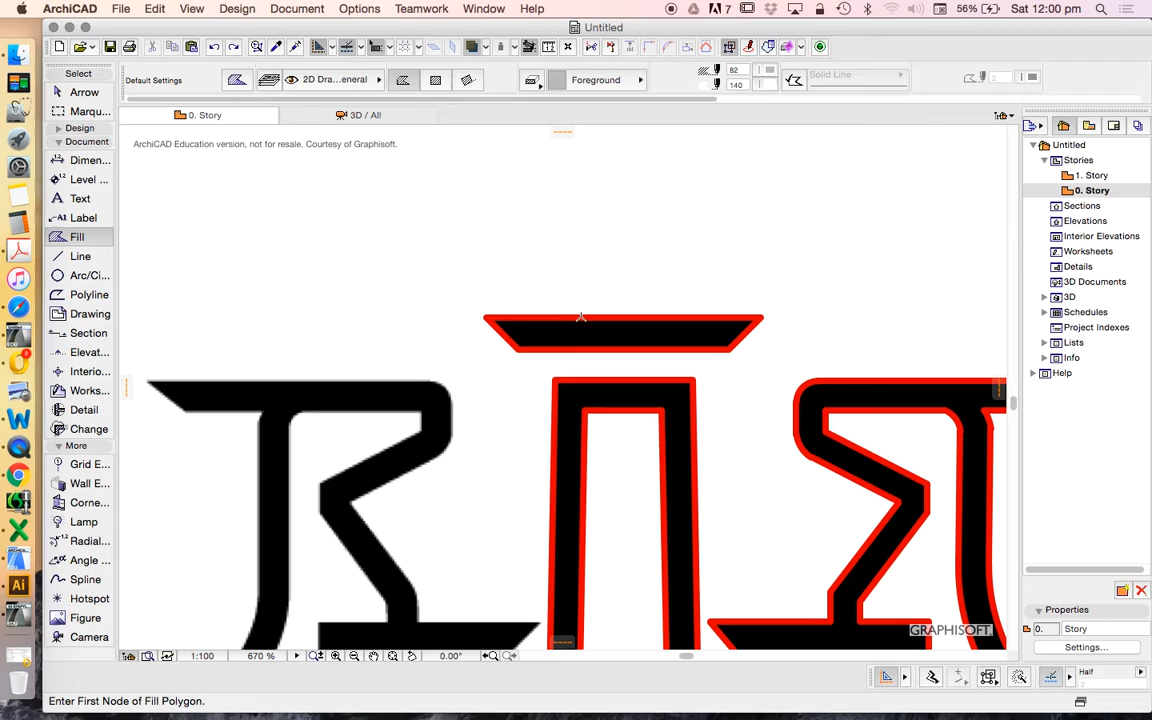 ArchiCAD File Edit View Design Document Options Teamwork Window Help 7 56% Sat 12:00 pm
Untitled
Select
Default Settings 2D Dra...eneral Foreground 82 140 Solid Line 2
Arrow
Marqu...
0. Story
3D / All
Design
Document
ArchiCAD Education version, not for resale. Courtesy of Graphisoft.
Dimen...
Level ...
Text
Label
Fill
Line
Arc/Ci...
Polyline
Drawing
Section
Elevat...
Interio...
Works...
Detail
Change
More
Grid E...
Wall E...
Corne...
Lamp
Radial...
Angle ...
Spline
Hotspot
Figure
Camera
Untitled
Stories
1. Story
0. Story
Sections
Elevations
Interior Elevations
Worksheets
Details
3D Documents
3D
Schedules
Project Indexes
Lists
Info
Help
GRAPHISOFT.
Properties
0. Story
Settings...
1:100 670 % 0.00°
Half
2
Enter First Node of Fill Polygon.